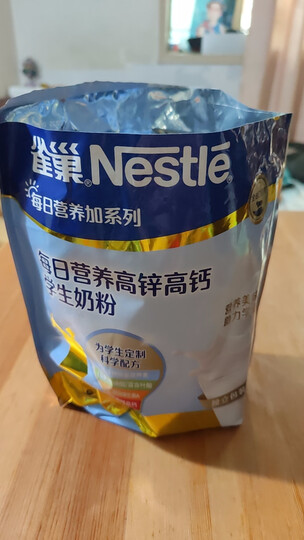 雀巢®Nestlé®
每日营养加系列
每日营养高锌高钙
学生奶粉
为学生定制
科学配方